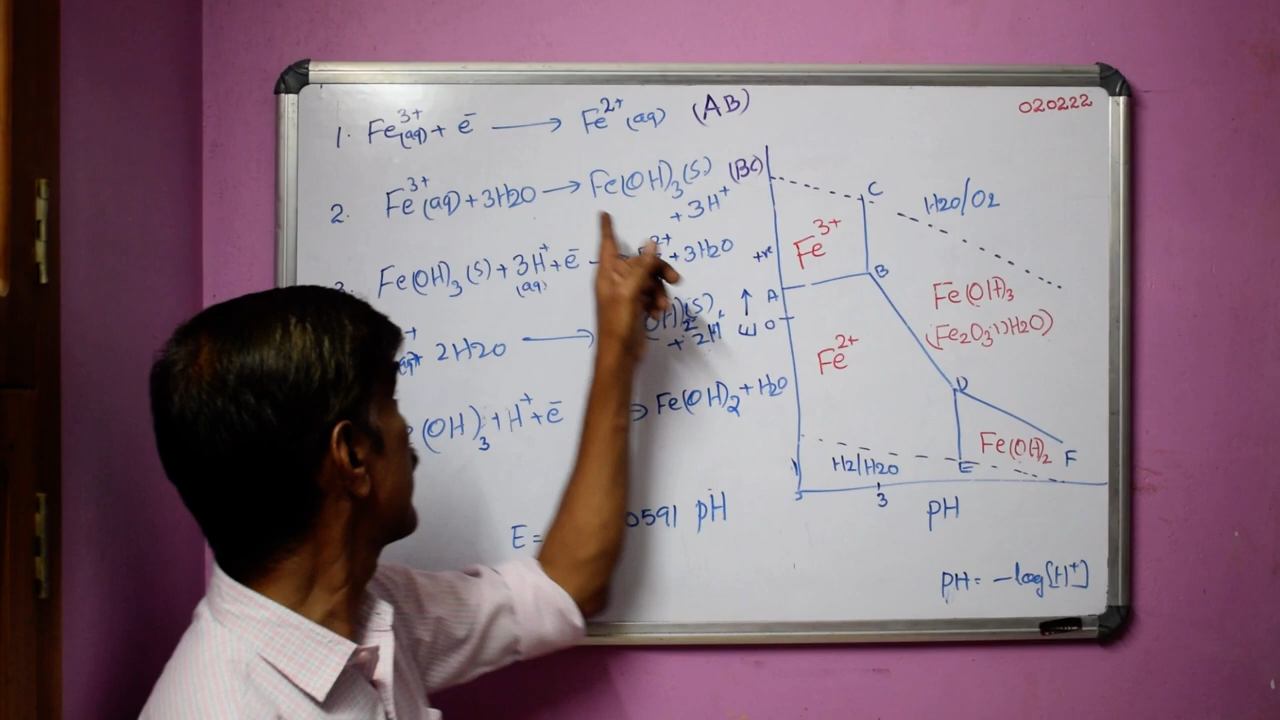 020222
1. Fe³⁺(aq) + e⁻ ⟶ Fe²⁺(aq) (AB)
2. Fe³⁺(aq) + 3H2O ⟶ Fe(OH)3(S) (BC)
+ 3H⁺
Fe(OH)3(S) + 3H⁺(aq) + e⁻ 2+ + 3H2O
+ 2H2O ⟶ OH)2(S)
+ 2H⁺
(OH)3 + H⁺ + e⁻ Fe(OH)2 + H2O
E = 0591 pH
C
H2O/O2
Fe³⁺
A
B
Fe(OH)3
E ↑
0
Fe²⁺
D
Fe(OH)2
F
H2/H2O
E
3
pH
pH = -log[H⁺]